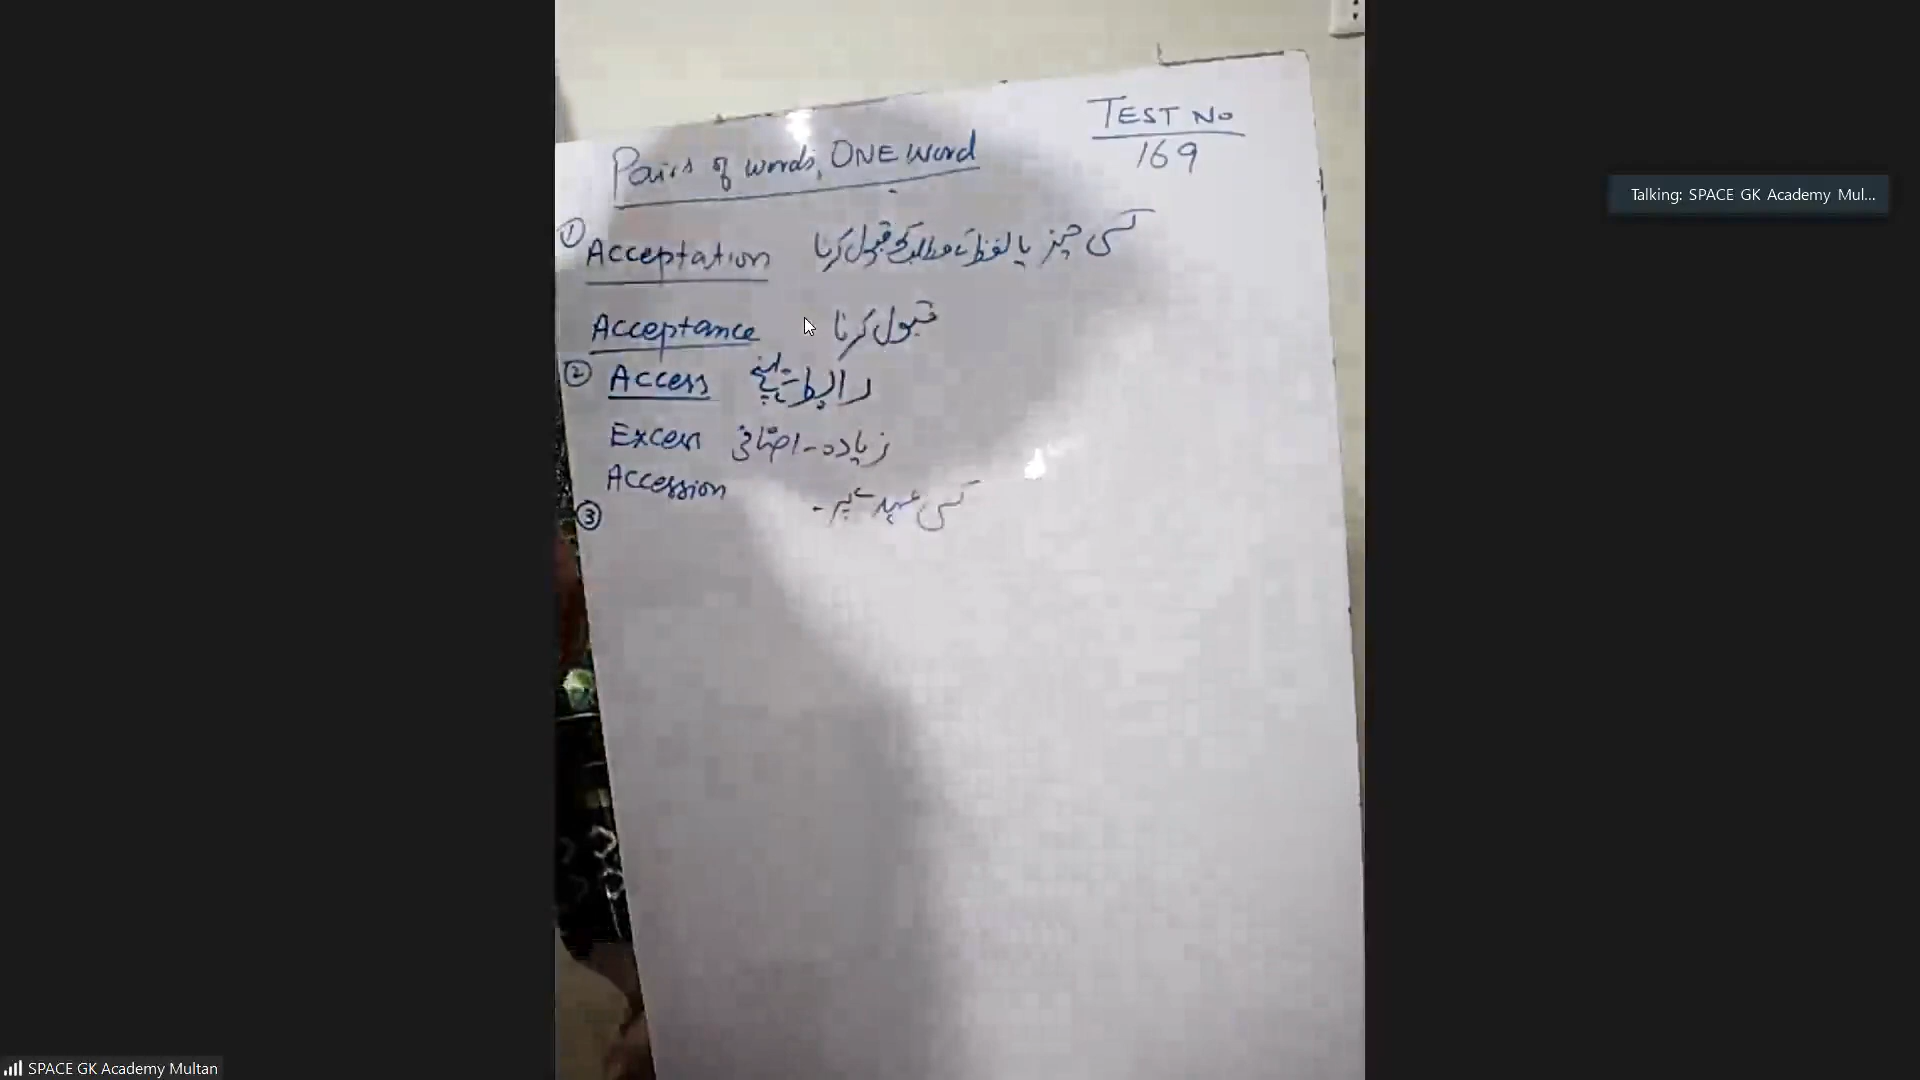 TEST No
169
Pairs of words, ONE Word
① Acceptation کسی چیز یا لفظ کے مطلب کو قبول کرنا
Acceptance قبول کرنا
② Access
Excess زیادہ - اضافی
Accession کسی عہدے پر -
③
Talking: SPACE GK Academy Mul...
SPACE GK Academy Multan